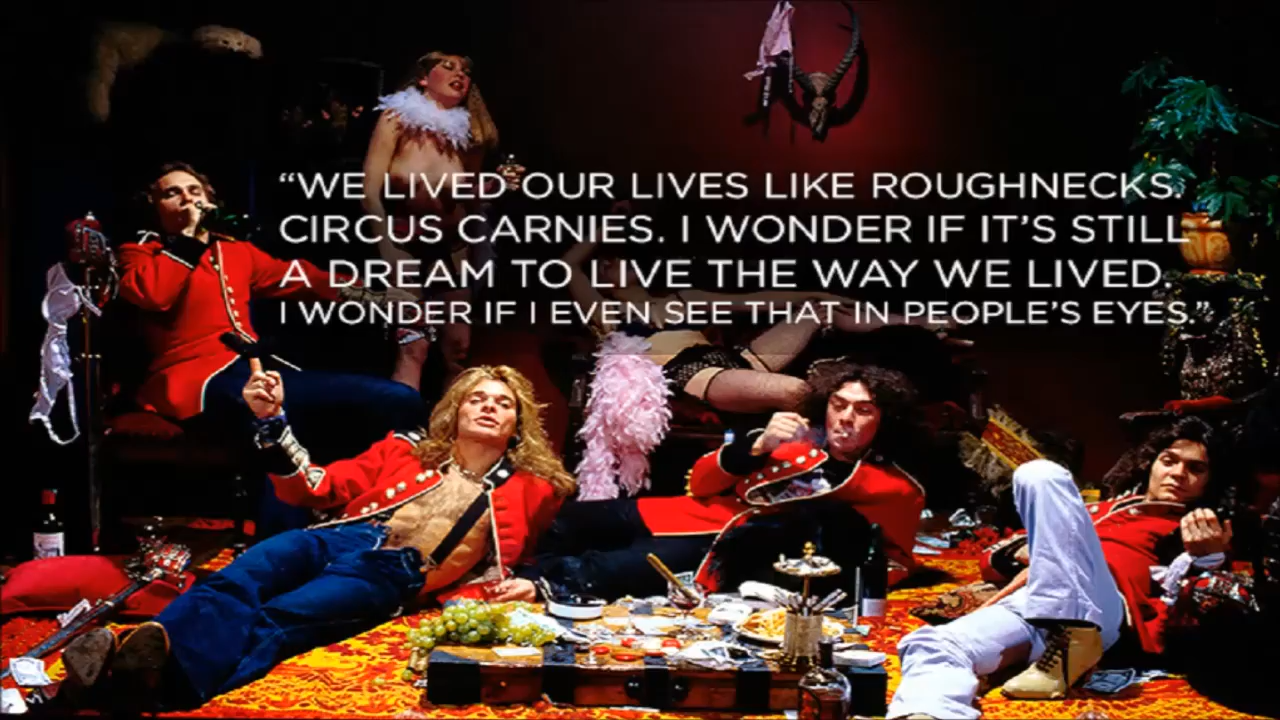 “WE LIVED OUR LIVES LIKE ROUGHNECKS.
CIRCUS CARNIES. I WONDER IF IT’S STILL
A DREAM TO LIVE THE WAY WE LIVED.
I WONDER IF I EVEN SEE THAT IN PEOPLE’S EYES.”